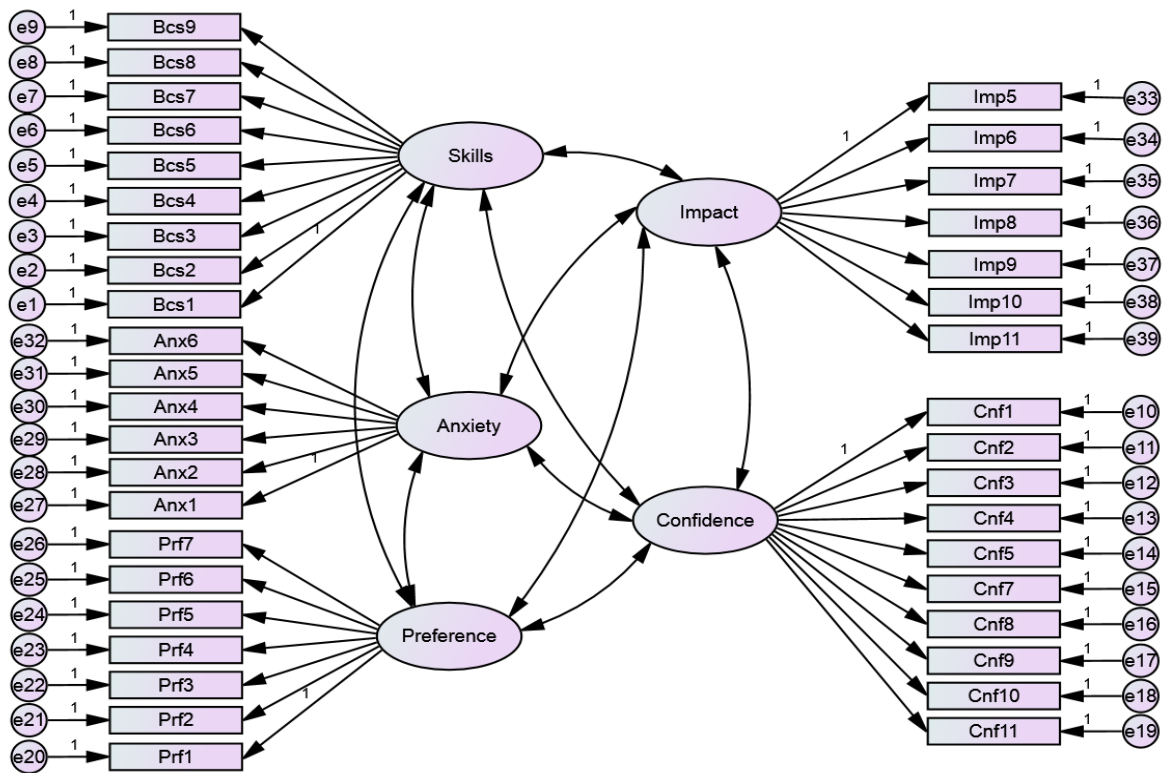 e9 1 Bcs9
e8 1 Bcs8
e7 1 Bcs7
e6 1 Bcs6
e5 1 Bcs5
e4 1 Bcs4
e3 1 Bcs3
e2 1 Bcs2
e1 1 Bcs1
1
Skills
e32 1 Anx6
e31 1 Anx5
e30 1 Anx4
e29 1 Anx3
e28 1 Anx2
e27 1 Anx1
1
Anxiety
e26 1 Prf7
e25 1 Prf6
e24 1 Prf5
e23 1 Prf4
e22 1 Prf3
e21 1 Prf2
e20 1 Prf1
1
Preference
Impact
1
Imp5 1 e33
Imp6 1 e34
Imp7 1 e35
Imp8 1 e36
Imp9 1 e37
Imp10 1 e38
Imp11 1 e39
Confidence
1
Cnf1 1 e10
Cnf2 1 e11
Cnf3 1 e12
Cnf4 1 e13
Cnf5 1 e14
Cnf7 1 e15
Cnf8 1 e16
Cnf9 1 e17
Cnf10 1 e18
Cnf11 1 e19